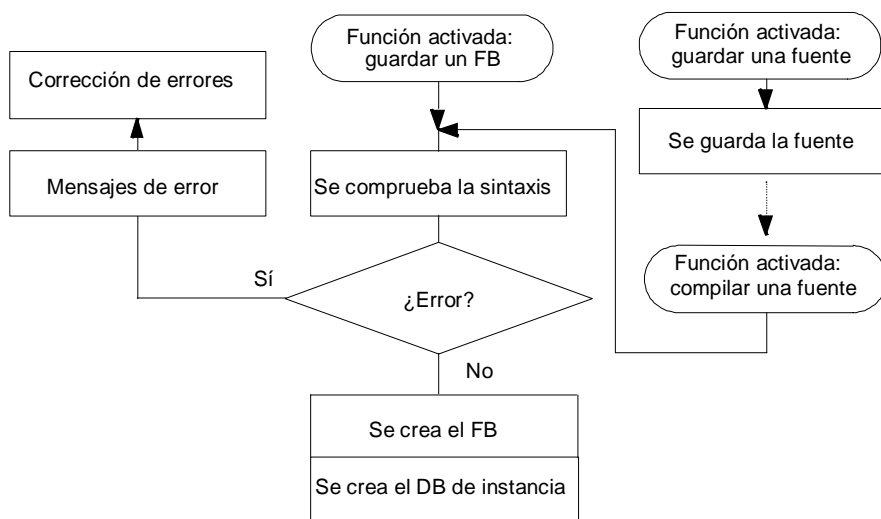 Función activada:
guardar un FB
Función activada:
guardar una fuente
Corrección de errores
Se guarda la fuente
Mensajes de error
Se comprueba la sintaxis
Función activada:
compilar una fuente
Sí
¿Error?
No
Se crea el FB
Se crea el DB de instancia